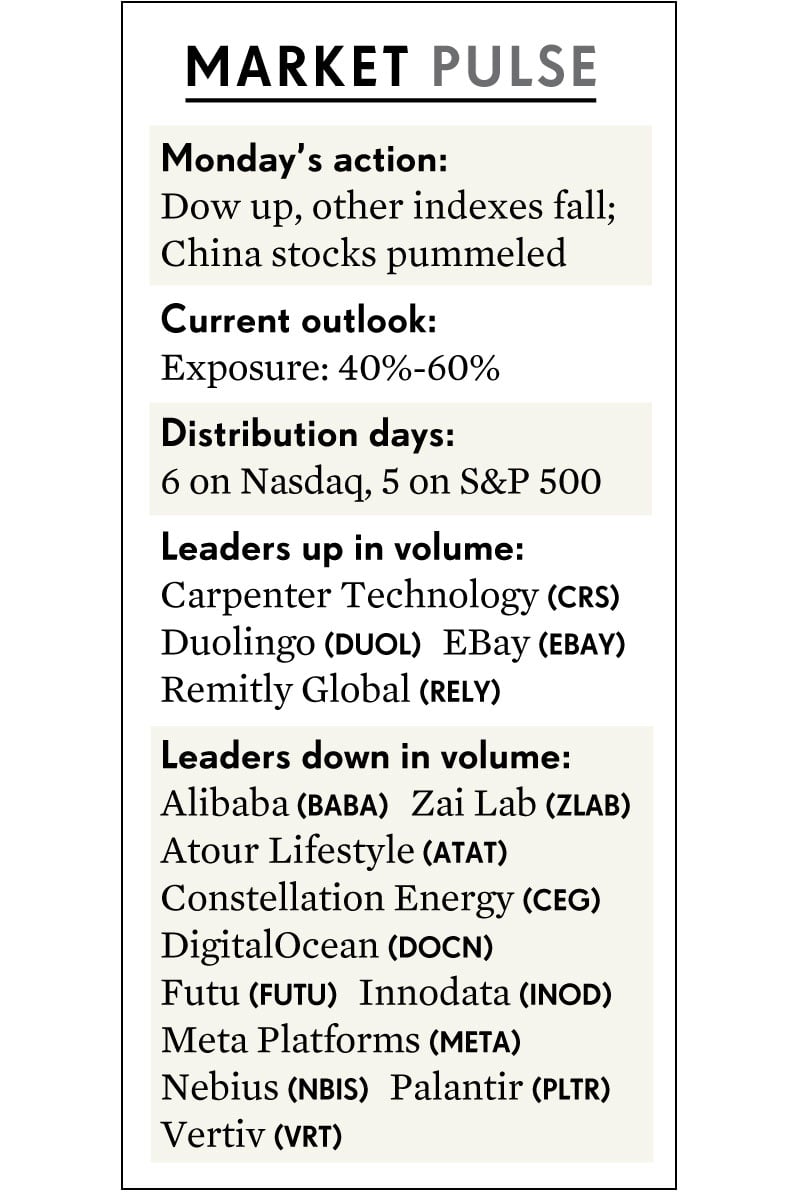 MARKET PULSE
Monday’s action:
Dow up, other indexes fall;
China stocks pummeled
Current outlook:
Exposure: 40%-60%
Distribution days:
6 on Nasdaq, 5 on S&P 500
Leaders up in volume:
Carpenter Technology (CRS)
Duolingo (DUOL) EBay (EBAY)
Remitly Global (RELY)
Leaders down in volume:
Alibaba (BABA) Zai Lab (ZLAB)
Atour Lifestyle (ATAT)
Constellation Energy (CEG)
DigitalOcean (DOCN)
Futu (FUTU) Innodata (INOD)
Meta Platforms (META)
Nebius (NBIS) Palantir (PLTR)
Vertiv (VRT)